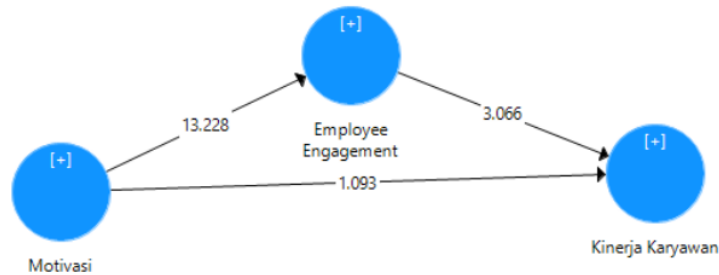 [+]
13.228
3.066
Employee
Engagement
[+]
[+]
1.093
Kinerja Karyawan
Motivasi